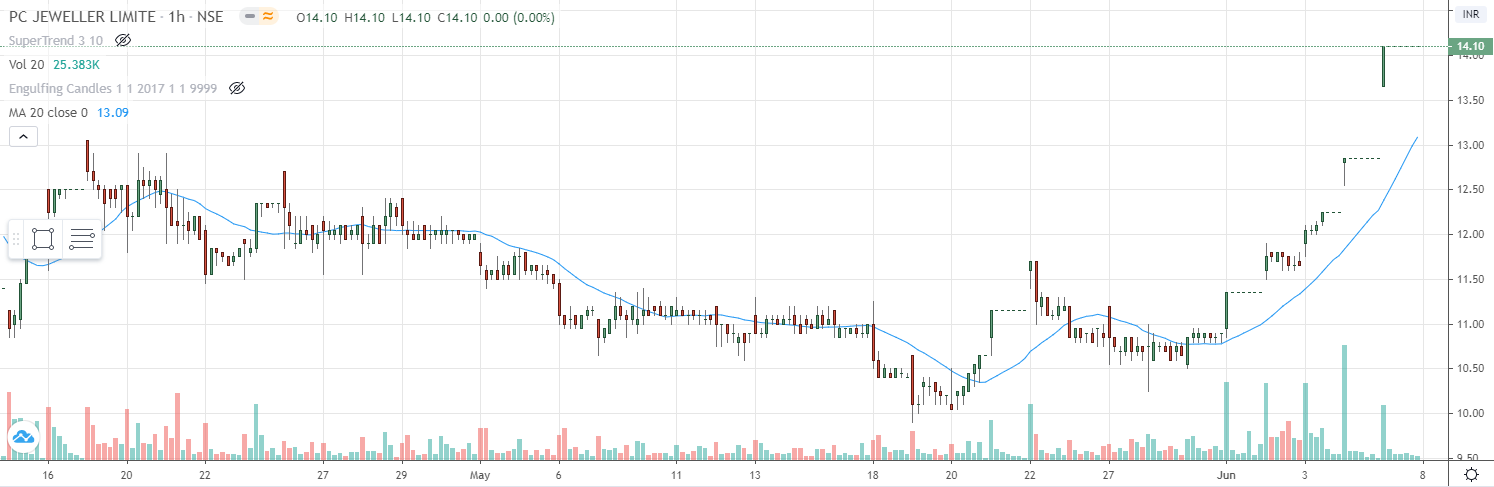 PC JEWELLER LIMITE · 1h · NSE O14.10 H14.10 L14.10 C14.10 0.00 (0.00%) INR
SuperTrend 3 10
14.10
14.00
Vol 20 25.383K
Engulfing Candles 1 1 2017 1 1 9999
13.50
MA 20 close 0 13.09
13.00
12.50
12.00
11.50
11.00
10.50
10.00
9.50
16 20 22 27 29 May 6 11 13 18 20 22 27 Jun 3 8